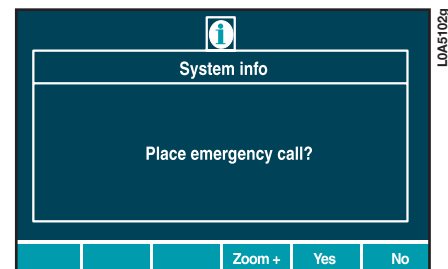 i
System info
Place emergency call?
Zoom + Yes No
L0A5102g